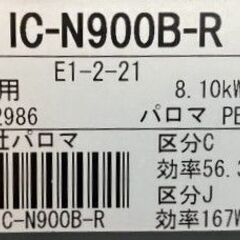 IC-N900B-R
E1-2-21
用 8.10kW
2986 パロマ PE
社パロマ 区分C
効率56.3
区分J
IC-N900B-R 効率167W